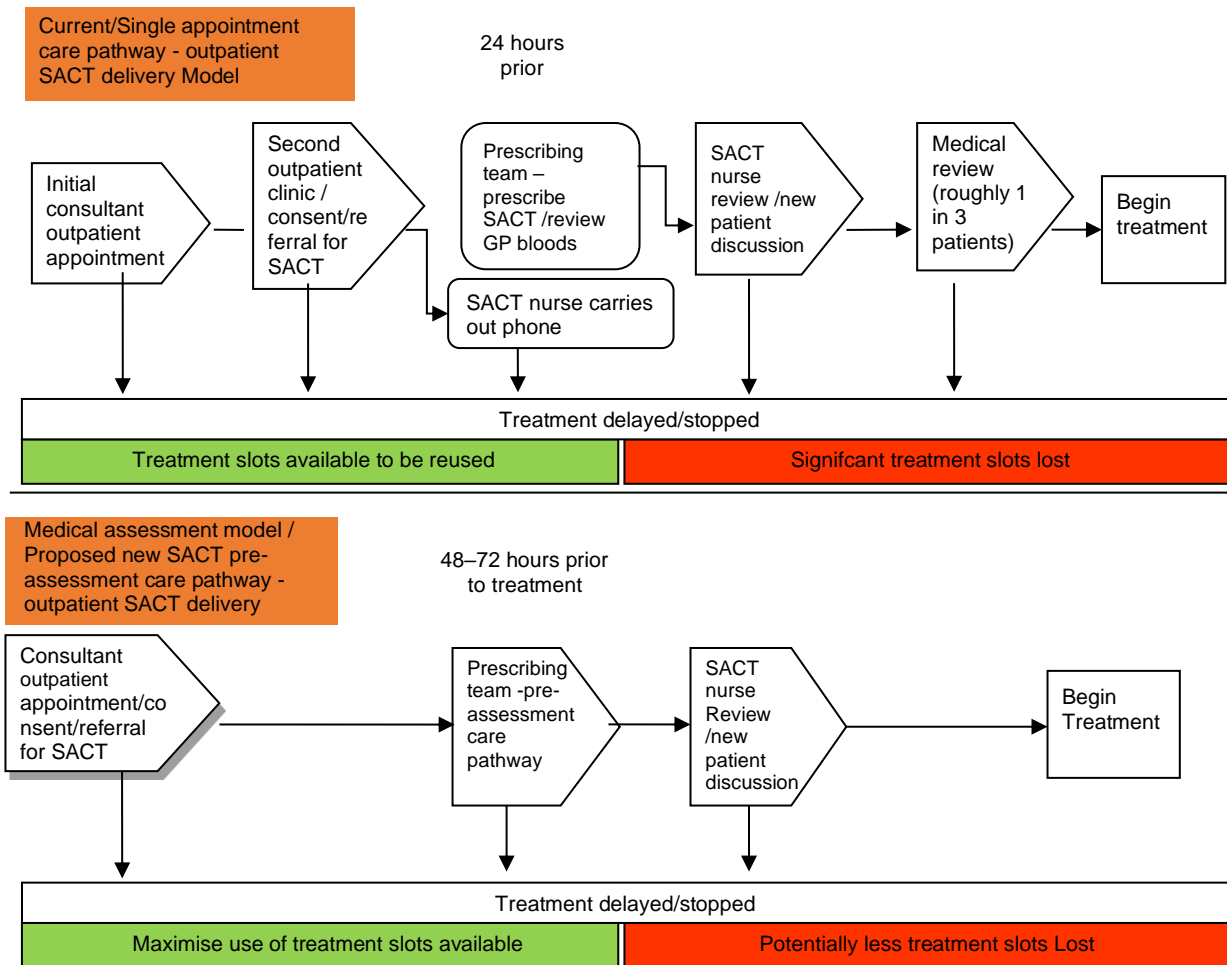 Current/Single appointment
care pathway - outpatient
SACT delivery Model
24 hours
prior
Initial
consultant
outpatient
appointment
Second
outpatient
clinic /
consent/re
ferral for
SACT
Prescribing
team –
prescribe
SACT /review
GP bloods
SACT nurse carries
out phone
SACT
nurse
review /new
patient
discussion
Medical
review
(roughly 1
in 3
patients)
Begin
treatment
Treatment delayed/stopped
Treatment slots available to be reused
Signifcant treatment slots lost
Medical assessment model /
Proposed new SACT pre-
assessment care pathway -
outpatient SACT delivery
48–72 hours prior
to treatment
Consultant
outpatient
appointment/co
nsent/referral
for SACT
Prescribing
team -pre-
assessment
care
pathway
SACT
nurse
Review
/new
patient
discussion
Begin
Treatment
Treatment delayed/stopped
Maximise use of treatment slots available
Potentially less treatment slots Lost